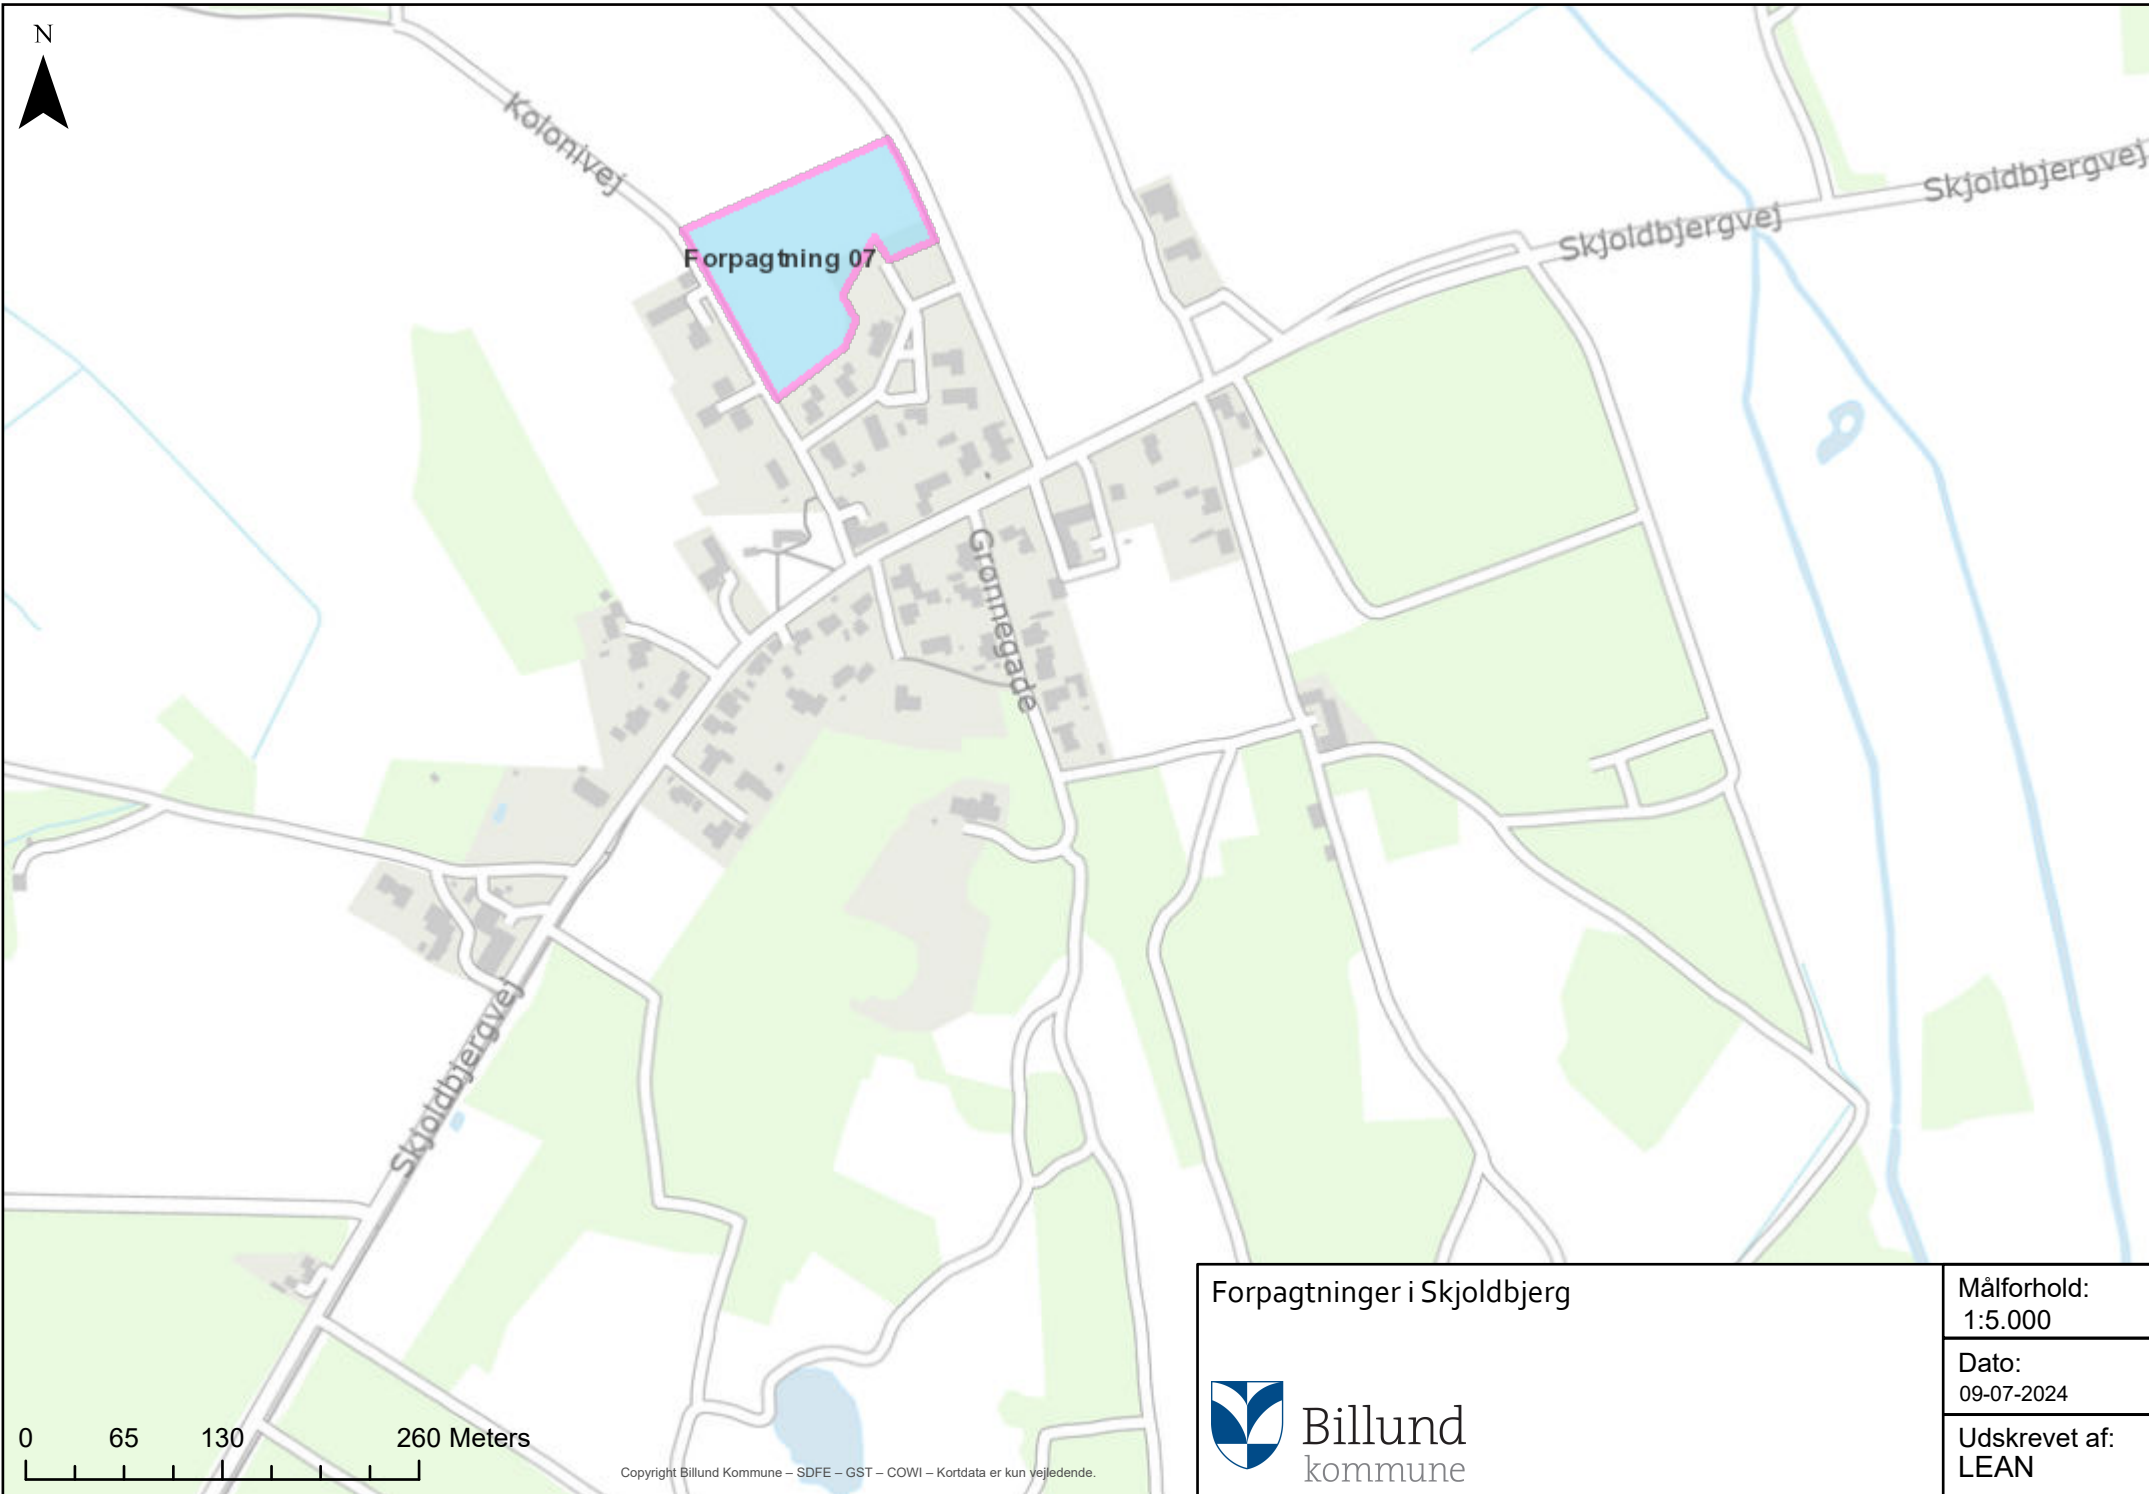 N
Kolonivej
Skjoldbjergvej
Skjoldbjergvej
Forpagtning 07
Grønnegade
Skjoldbjergvej
Forpagtninger i Skjoldbjerg
Billund
kommune
Målforhold:
1:5.000
Dato:
09-07-2024
Udskrevet af:
LEAN
0 65 130 260 Meters
Copyright Billund Kommune – SDFE – GST – COWI – Kortdata er kun vejledende.